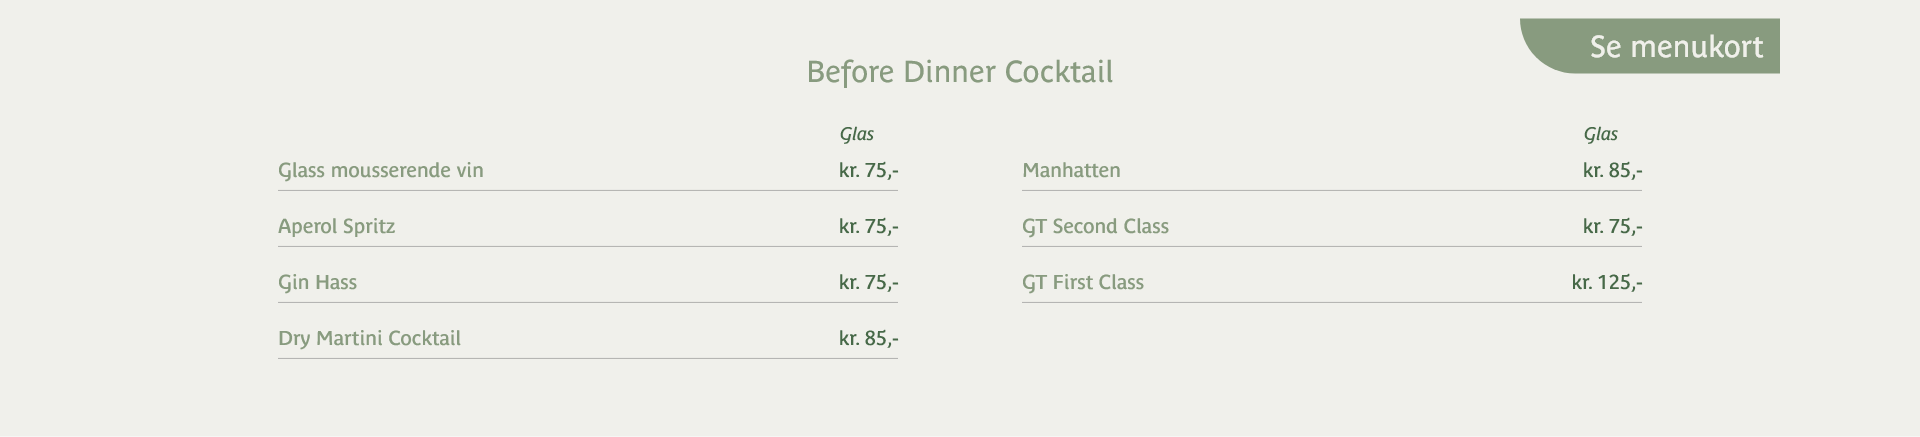 Se menukort
Before Dinner Cocktail
Glas
Glass mousserende vin kr. 75,-
Aperol Spritz kr. 75,-
Gin Hass kr. 75,-
Dry Martini Cocktail kr. 85,-
Glas
Manhatten kr. 85,-
GT Second Class kr. 75,-
GT First Class kr. 125,-